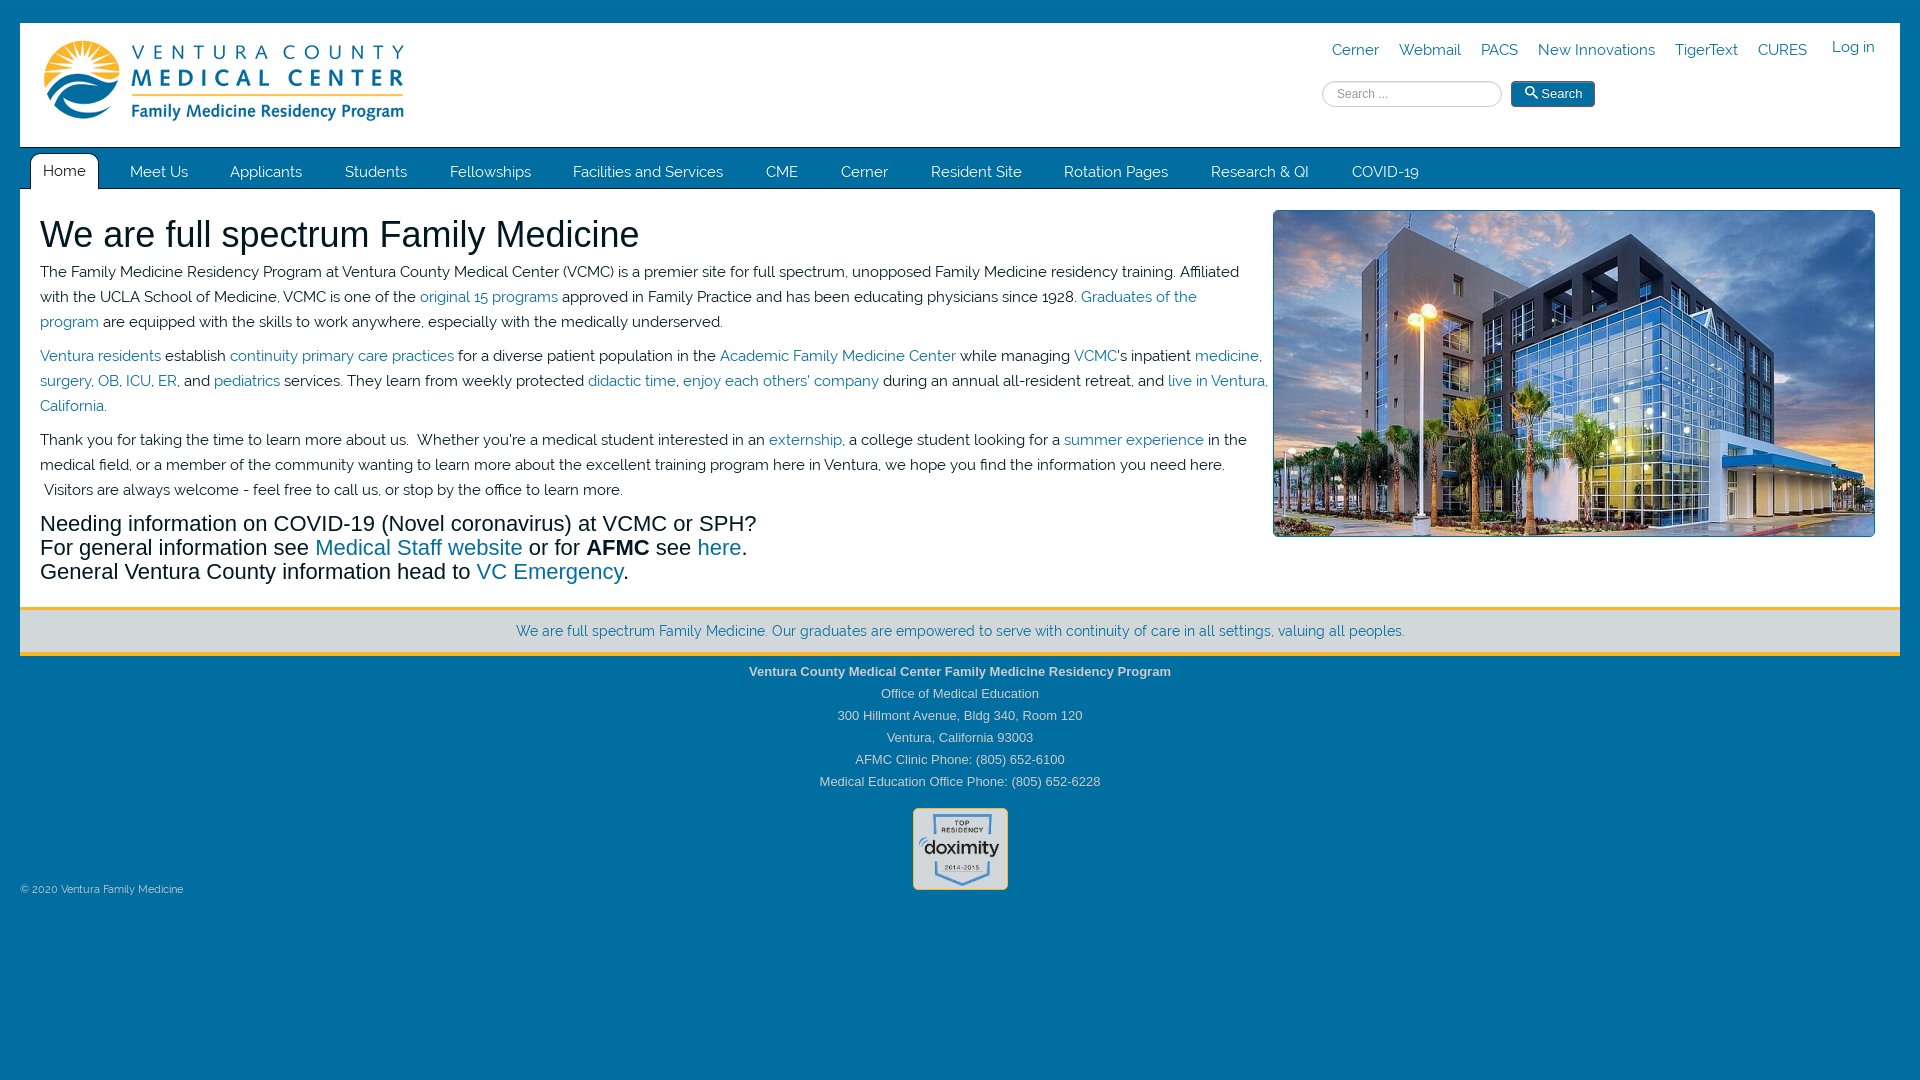 VENTURA COUNTY
MEDICAL CENTER
Family Medicine Residency Program
Cerner Webmail PACS New Innovations TigerText CURES Log in
Search ... Search
Home Meet Us Applicants Students Fellowships Facilities and Services CME Cerner Resident Site Rotation Pages Research & QI COVID-19
We are full spectrum Family Medicine
The Family Medicine Residency Program at Ventura County Medical Center (VCMC) is a premier site for full spectrum, unopposed Family Medicine residency training. Affiliated
with the UCLA School of Medicine, VCMC is one of the original 15 programs approved in Family Practice and has been educating physicians since 1928. Graduates of the
program are equipped with the skills to work anywhere, especially with the medically underserved.
Ventura residents establish continuity primary care practices for a diverse patient population in the Academic Family Medicine Center while managing VCMC's inpatient medicine,
surgery, OB, ICU, ER, and pediatrics services. They learn from weekly protected didactic time, enjoy each others' company during an annual all-resident retreat, and live in Ventura,
California.
Thank you for taking the time to learn more about us. Whether you're a medical student interested in an externship, a college student looking for a summer experience in the
medical field, or a member of the community wanting to learn more about the excellent training program here in Ventura, we hope you find the information you need here.
Visitors are always welcome - feel free to call us, or stop by the office to learn more.
Needing information on COVID-19 (Novel coronavirus) at VCMC or SPH?
For general information see Medical Staff website or for AFMC see here.
General Ventura County information head to VC Emergency.
We are full spectrum Family Medicine. Our graduates are empowered to serve with continuity of care in all settings, valuing all peoples.
Ventura County Medical Center Family Medicine Residency Program
Office of Medical Education
300 Hillmont Avenue, Bldg 340, Room 120
Ventura, California 93003
AFMC Clinic Phone: (805) 652-6100
Medical Education Office Phone: (805) 652-6228
TOP
RESIDENCY
doximity
2014-2015
© 2020 Ventura Family Medicine